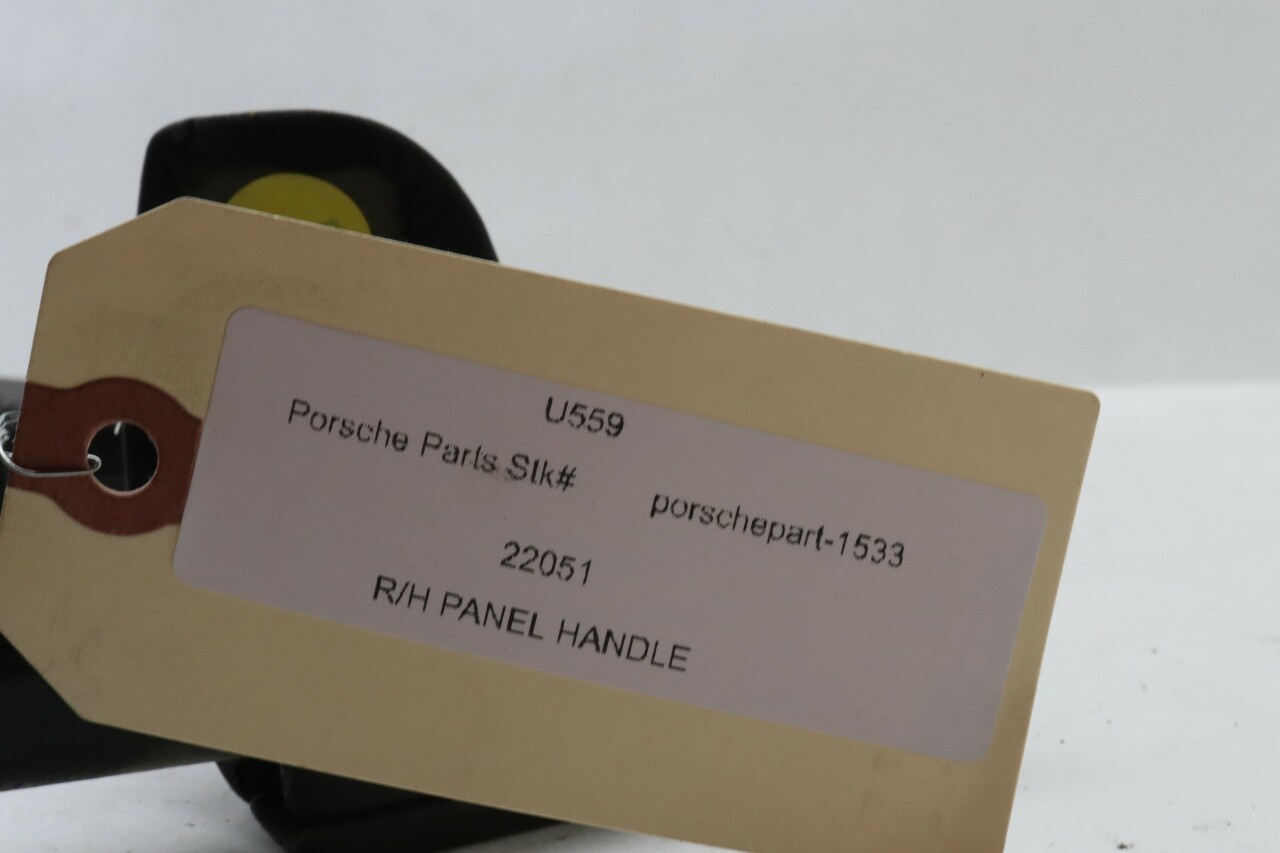 U559
Porsche Parts Stk# porschepart-1533
22051
R/H PANEL HANDLE